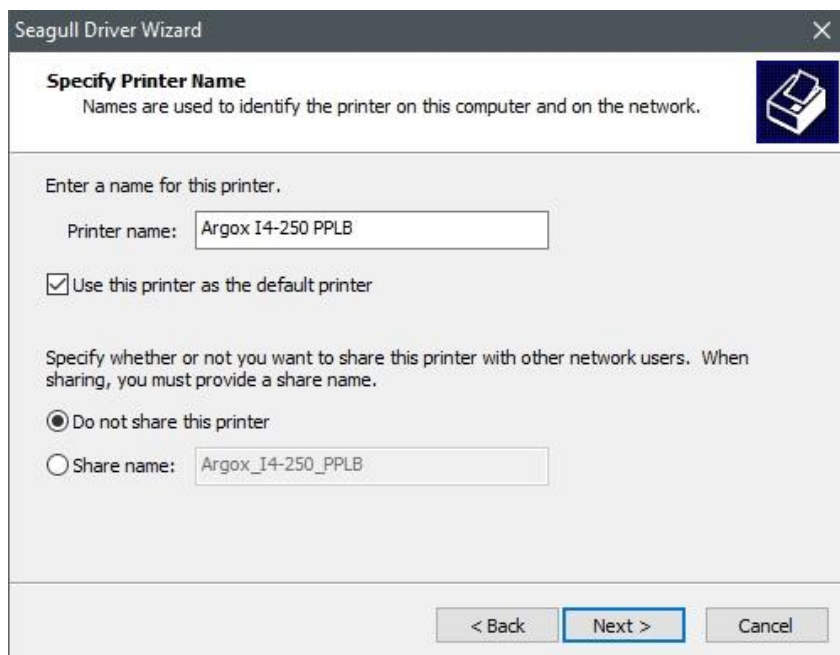 Seagull Driver Wizard
Specify Printer Name
Names are used to identify the printer on this computer and on the network.
Enter a name for this printer.
Printer name: Argox I4-250 PPLB
Use this printer as the default printer
Specify whether or not you want to share this printer with other network users.  When
sharing, you must provide a share name.
Do not share this printer
Share name: Argox_I4-250_PPLB
< Back Next > Cancel